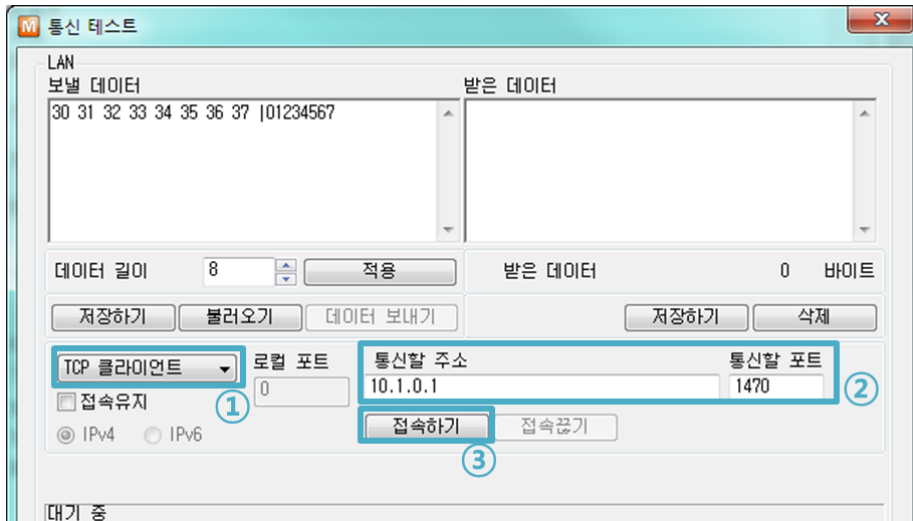 M 통신 테스트 x
LAN
보낼 데이터
30 31 32 33 34 35 36 37 |01234567
받은 데이터
데이터 길이 8 적용
받은 데이터 0 바이트
저장하기 불러오기 데이터 보내기
저장하기 삭제
TCP 클라이언트
접속유지
IPv4 IPv6
①
로컬 포트
0
통신할 주소 통신할 포트
10.1.0.1 1470
②
접속하기 접속끊기
③
대기 중